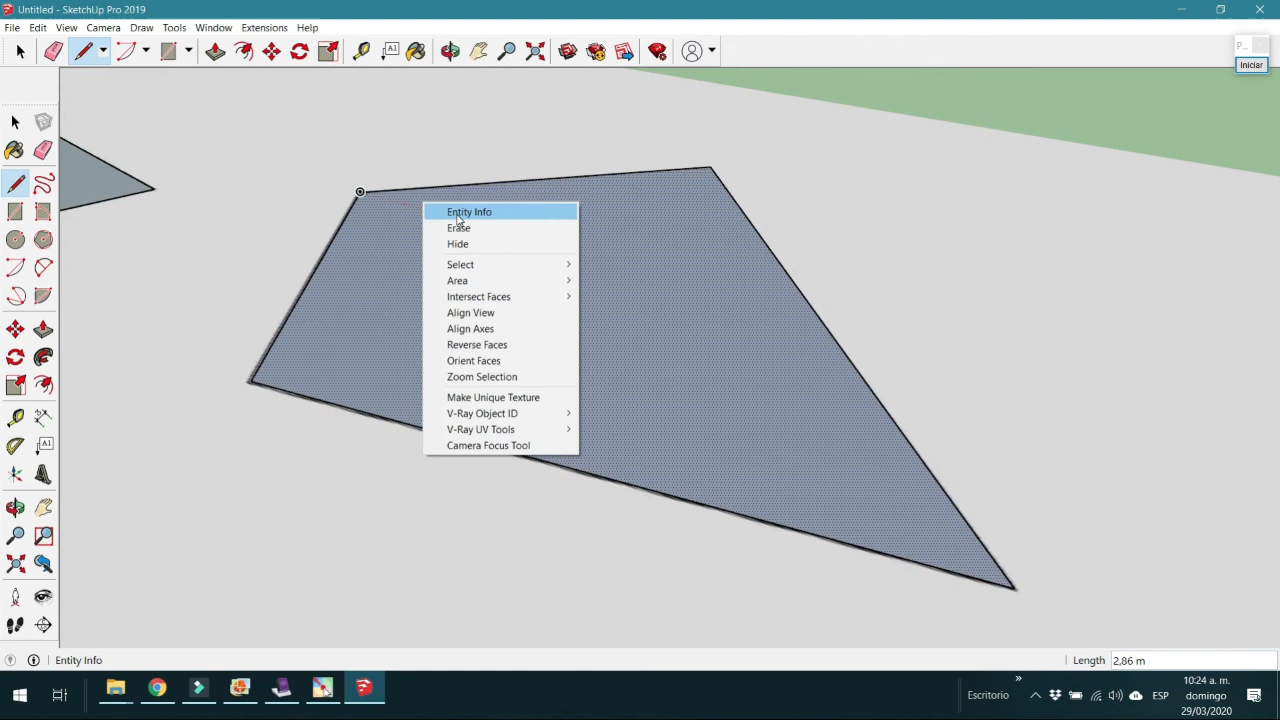 Untitled - SketchUp Pro 2019
File Edit View Camera Draw Tools Window Extensions Help
P...
Iniciar
A1
Entity Info
Erase
Hide
Select
Area
Intersect Faces
Align View
Align Axes
Reverse Faces
Orient Faces
Zoom Selection
Make Unique Texture
V-Ray Object ID
V-Ray UV Tools
Camera Focus Tool
A1
Entity Info
Length 2,86 m
Escritorio
ESP
10:24 a. m.
domingo
29/03/2020